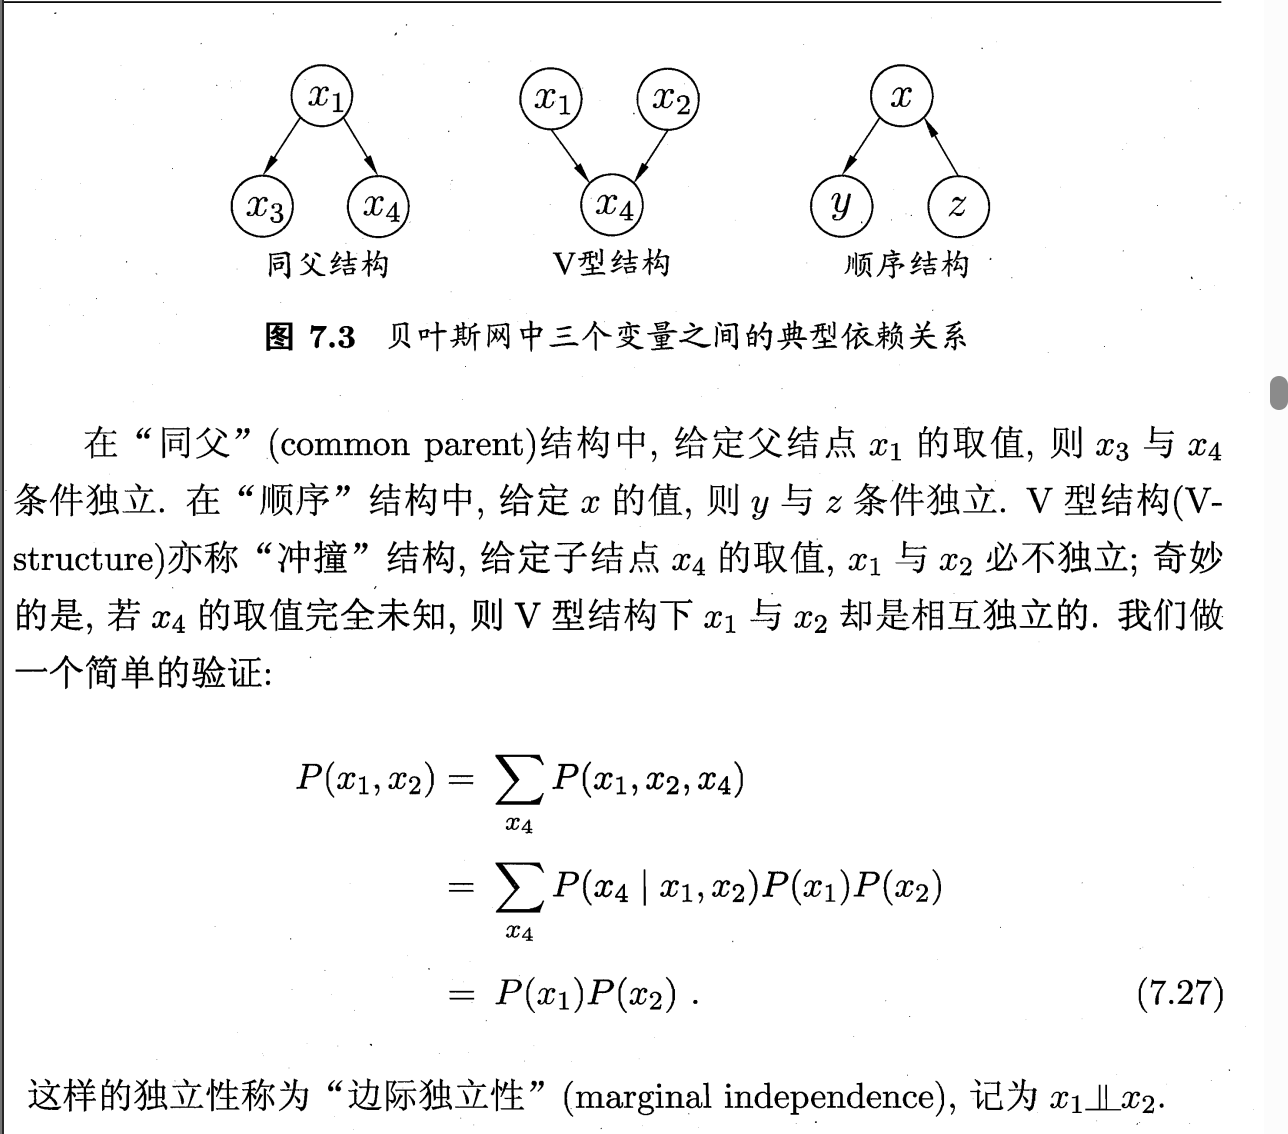 x₁ x₁ x₂ x
x₃ x₄ x₄ y z
同父结构 V型结构 顺序结构
图 7.3 贝叶斯网中三个变量之间的典型依赖关系
在“同父”(common parent)结构中, 给定父结点 x₁ 的取值, 则 x₃ 与 x₄
条件独立. 在“顺序”结构中, 给定 x 的值, 则 y 与 z 条件独立. V 型结构(V-
structure)亦称“冲撞”结构, 给定子结点 x₄ 的取值, x₁ 与 x₂ 必不独立; 奇妙
的是, 若 x₄ 的取值完全未知, 则 V 型结构下 x₁ 与 x₂ 却是相互独立的. 我们做
一个简单的验证:
P(x₁, x₂) = ∑ P(x₁, x₂, x₄)
x₄
= ∑ P(x₄ | x₁, x₂)P(x₁)P(x₂)
x₄
= P(x₁)P(x₂) . (7.27)
这样的独立性称为“边际独立性”(marginal independence), 记为 x₁⫫x₂.